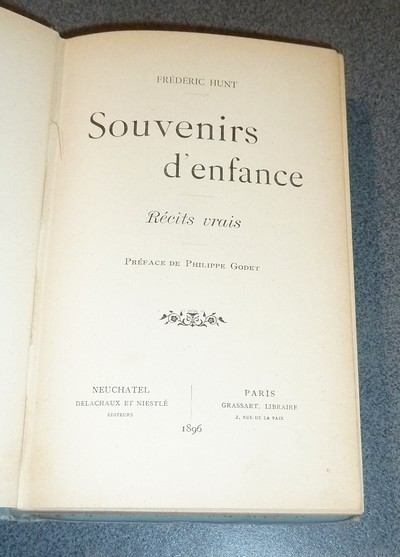 FRÉDÉRIC HUNT
Souvenirs
d'enfance
Récits vrais
PRÉFACE DE PHILIPPE GODET
NEUCHATEL
DELACHAUX ET NIESTLÉ
ÉDITEURS
PARIS
GRASSART, LIBRAIRE
2, RUE DE LA PAIX
1896